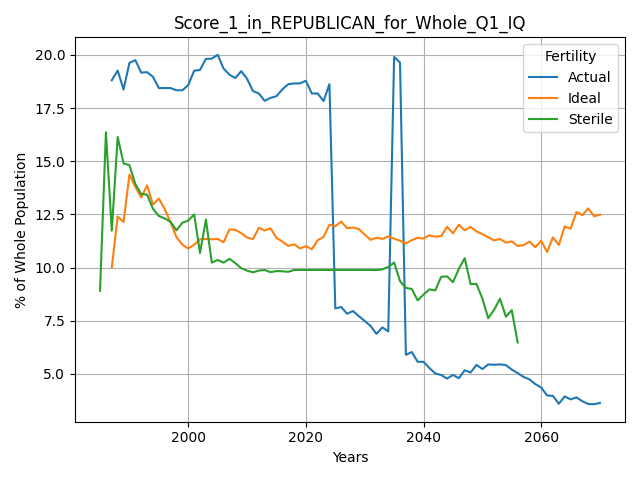 Score_1_in_REPUBLICAN_for_Whole_Q1_IQ
Fertility
Actual
Ideal
Sterile
% of Whole Population
20.0
17.5
15.0
12.5
10.0
7.5
5.0
2000
2020
2040
2060
Years